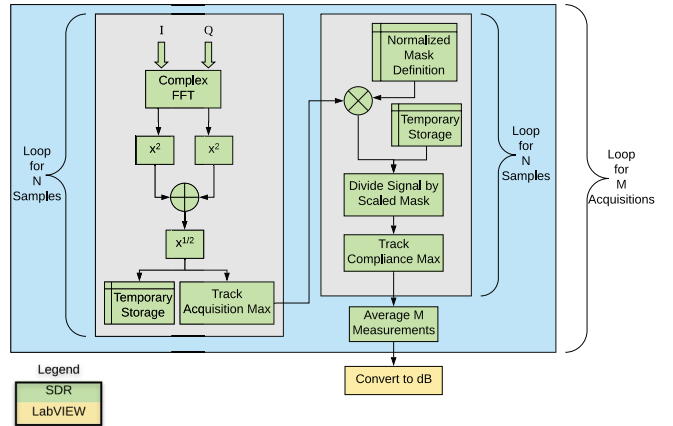 I
Q
Complex
FFT
x²
x²
x1/2
Temporary
Storage
Track
Acquisition Max
Loop
for
N
Samples
Normalized
Mask
Definition
Temporary
Storage
Divide Signal by
Scaled Mask
Track
Compliance Max
Loop
for
N
Samples
Average M
Measurements
Convert to dB
Loop
for
M
Acquisitions
Legend
SDR
LabVIEW